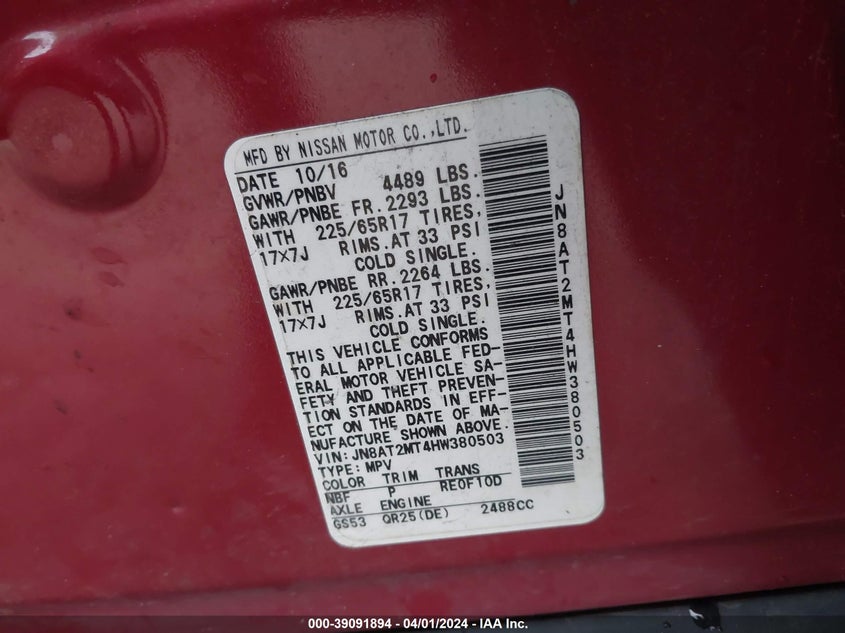 MFD BY NISSAN MOTOR CO.,LTD.
DATE 10/16
GVWR/PNBV 4489 LBS.
GAWR/PNBE FR. 2293 LBS.
WITH 225/65R17 TIRES,
17X7J RIMS.AT 33 PSI
COLD SINGLE.
GAWR/PNBE RR. 2264 LBS.
WITH 225/65R17 TIRES,
17X7J RIMS.AT 33 PSI
COLD SINGLE.
THIS VEHICLE CONFORMS
TO ALL APPLICABLE FED-
ERAL MOTOR VEHICLE SA-
FETY AND THEFT PREVEN-
TION STANDARDS IN EFF-
ECT ON THE DATE OF MA-
NUFACTURE SHOWN ABOVE.
VIN: JN8AT2MT4HW380503
TYPE: MPV
COLOR TRIM TRANS
NBF P RE0F10D
AXLE ENGINE
GS53 QR25(DE) 2488CC
JN8AT2MT4HW380503
000-39091894 - 04/01/2024 - IAA Inc.